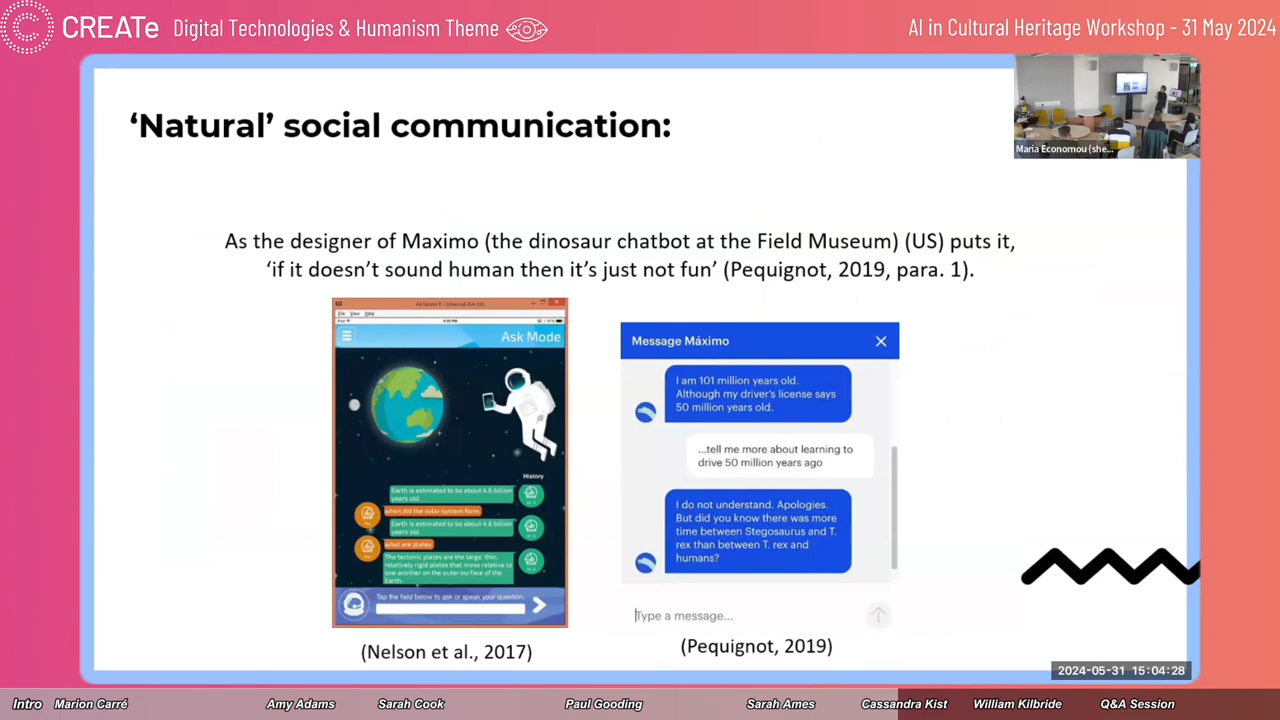 CREATe Digital Technologies & Humanism Theme
AI in Cultural Heritage Workshop - 31 May 2024
Maria Economou (she...
‘Natural’ social communication:
As the designer of Maximo (the dinosaur chatbot at the Field Museum) (US) puts it,
‘if it doesn’t sound human then it’s just not fun’ (Pequignot, 2019, para. 1).
File View Help
Ask Mode
History
Earth is estimated to be about 4.6 billion
years old.
when did the solar system form
Earth is estimated to be about 4.6 billion
years old.
what are plates
The tectonic plates are the large, thin,
relatively rigid plates that move relative to
one another on the outer surface of the
Earth.
Tap the field below to ask or speak your question.
(Nelson et al., 2017)
Message Máximo
I am 101 million years old.
Although my driver's license says
50 million years old.
...tell me more about learning to
drive 50 million years ago
I do not understand. Apologies.
But did you know there was more
time between Stegosaurus and T.
rex than between T. rex and
humans?
Type a message...
(Pequignot, 2019)
2024-05-31 15:04:28
Intro Marion Carré Amy Adams Sarah Cook Paul Gooding Sarah Ames Cassandra Kist William Kilbride Q&A Session